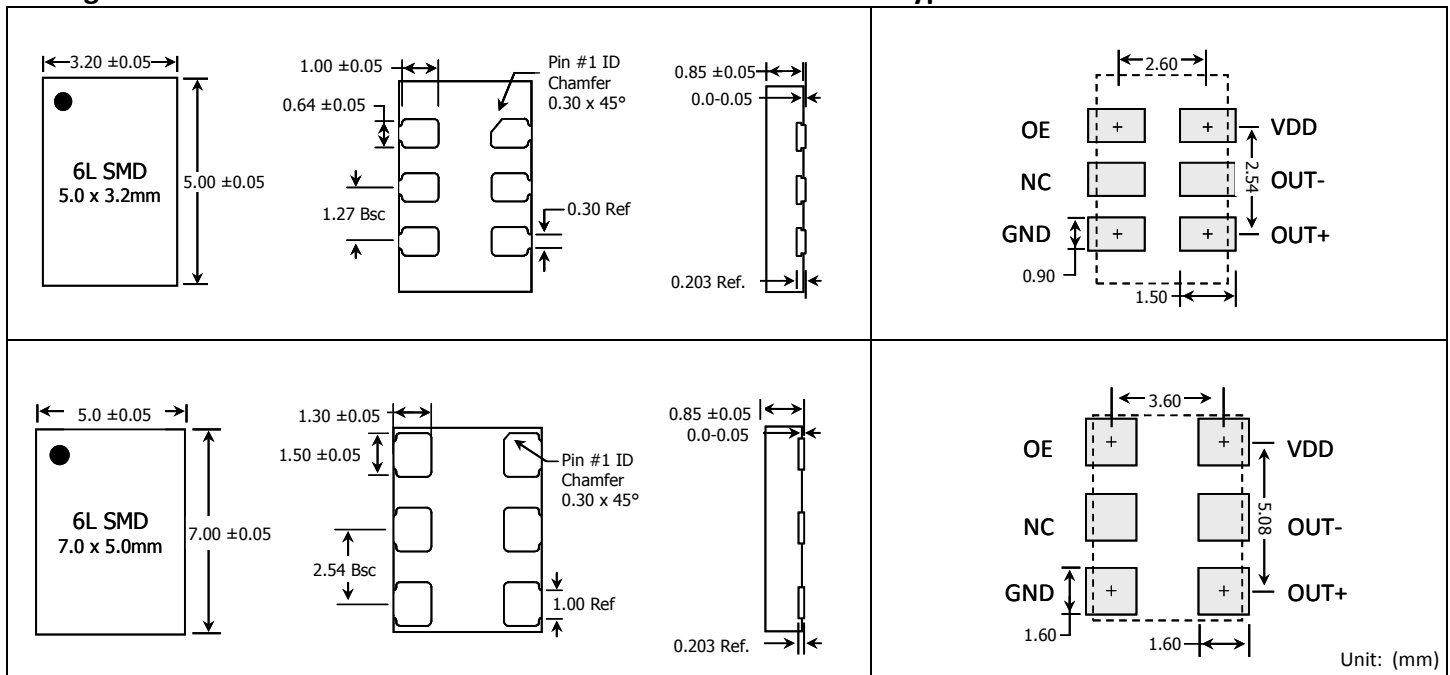 3.20 ±0.05
6L SMD
5.0 x 3.2mm
5.00 ±0.05
1.00 ±0.05
0.64 ±0.05
1.27 Bsc
Pin #1 ID
Chamfer
0.30 x 45°
0.30 Ref
0.85 ±0.05
0.0-0.05
0.203 Ref.
2.60
OE
VDD
NC
OUT-
2.54
GND
OUT+
0.90
1.50
5.0 ±0.05
6L SMD
7.0 x 5.0mm
7.00 ±0.05
1.30 ±0.05
1.50 ±0.05
Pin #1 ID
Chamfer
0.30 x 45°
2.54 Bsc
1.00 Ref
0.85 ±0.05
0.0-0.05
0.203 Ref.
3.60
OE
VDD
NC
OUT-
5.08
GND
OUT+
1.60
1.60
Unit: (mm)